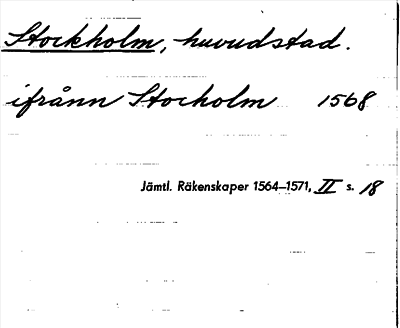 Stockholm, huvudstad.
ifrånn Stocholm 1568
Jämtl. Räkenskaper 1564–1571, II s. 18